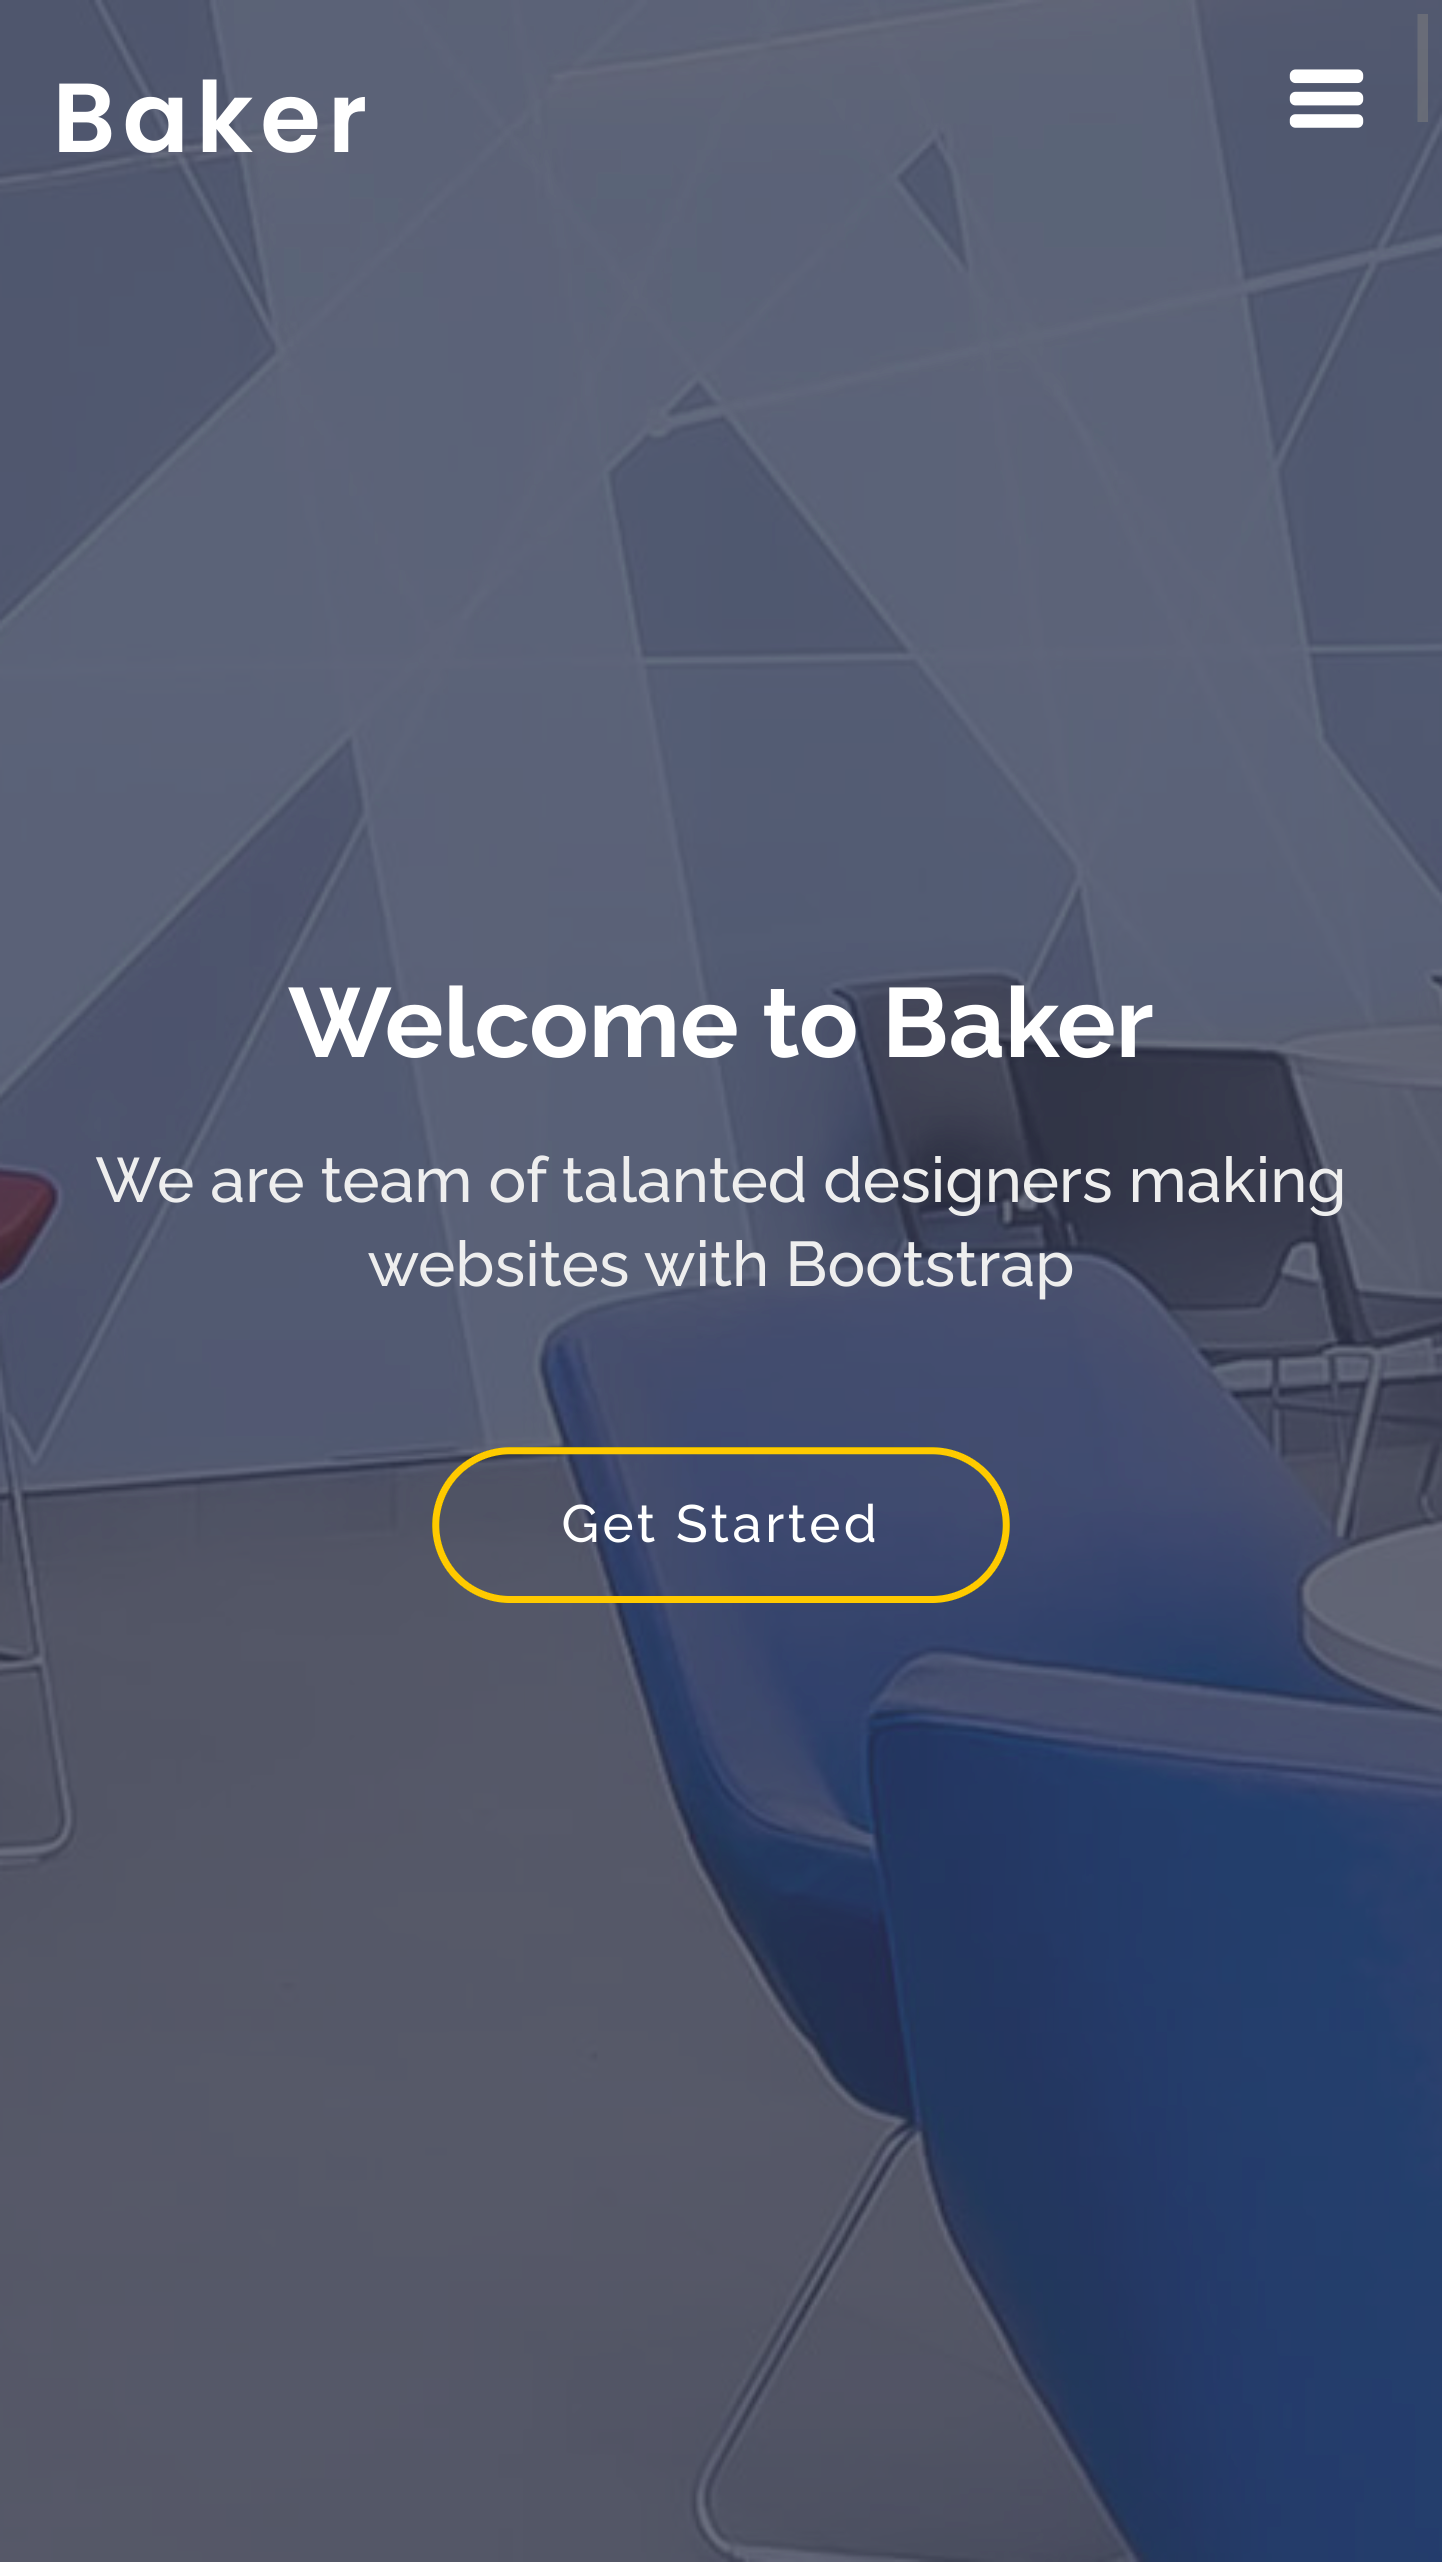 Baker
Welcome to Baker
We are team of talanted designers making
websites with Bootstrap
Get Started